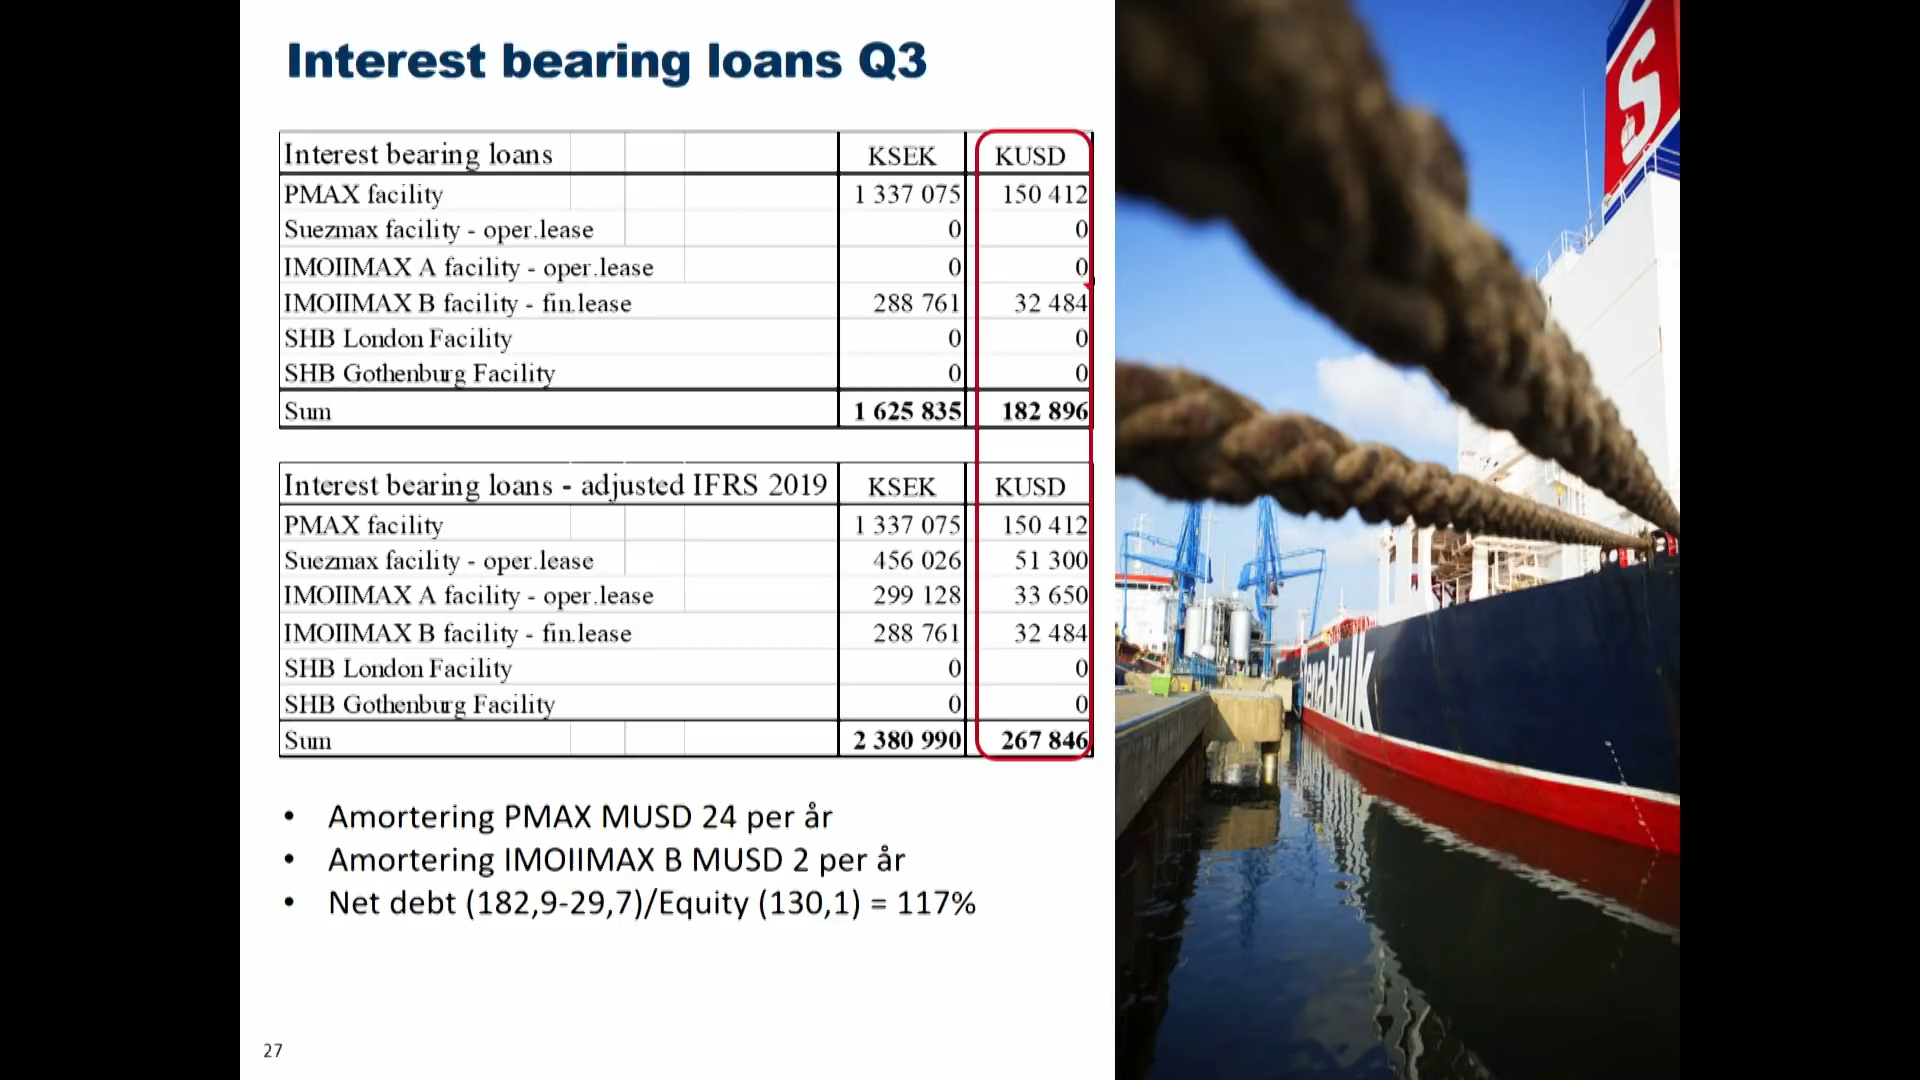 Interest bearing loans Q3
Interest bearing loans KSEK KUSD
PMAX facility 1 337 075 150 412
Suezmax facility - oper.lease 0 0
IMOIIMAX A facility - oper.lease 0 0
IMOIIMAX B facility - fin.lease 288 761 32 484
SHB London Facility 0 0
SHB Gothenburg Facility 0 0
Sum 1 625 835 182 896
Interest bearing loans - adjusted IFRS 2019 KSEK KUSD
PMAX facility 1 337 075 150 412
Suezmax facility - oper.lease 456 026 51 300
IMOIIMAX A facility - oper.lease 299 128 33 650
IMOIIMAX B facility - fin.lease 288 761 32 484
SHB London Facility 0 0
SHB Gothenburg Facility 0 0
Sum 2 380 990 267 846
• Amortering PMAX MUSD 24 per år
• Amortering IMOIIMAX B MUSD 2 per år
• Net debt (182,9-29,7)/Equity (130,1) = 117%
27
S
Stena Bulk